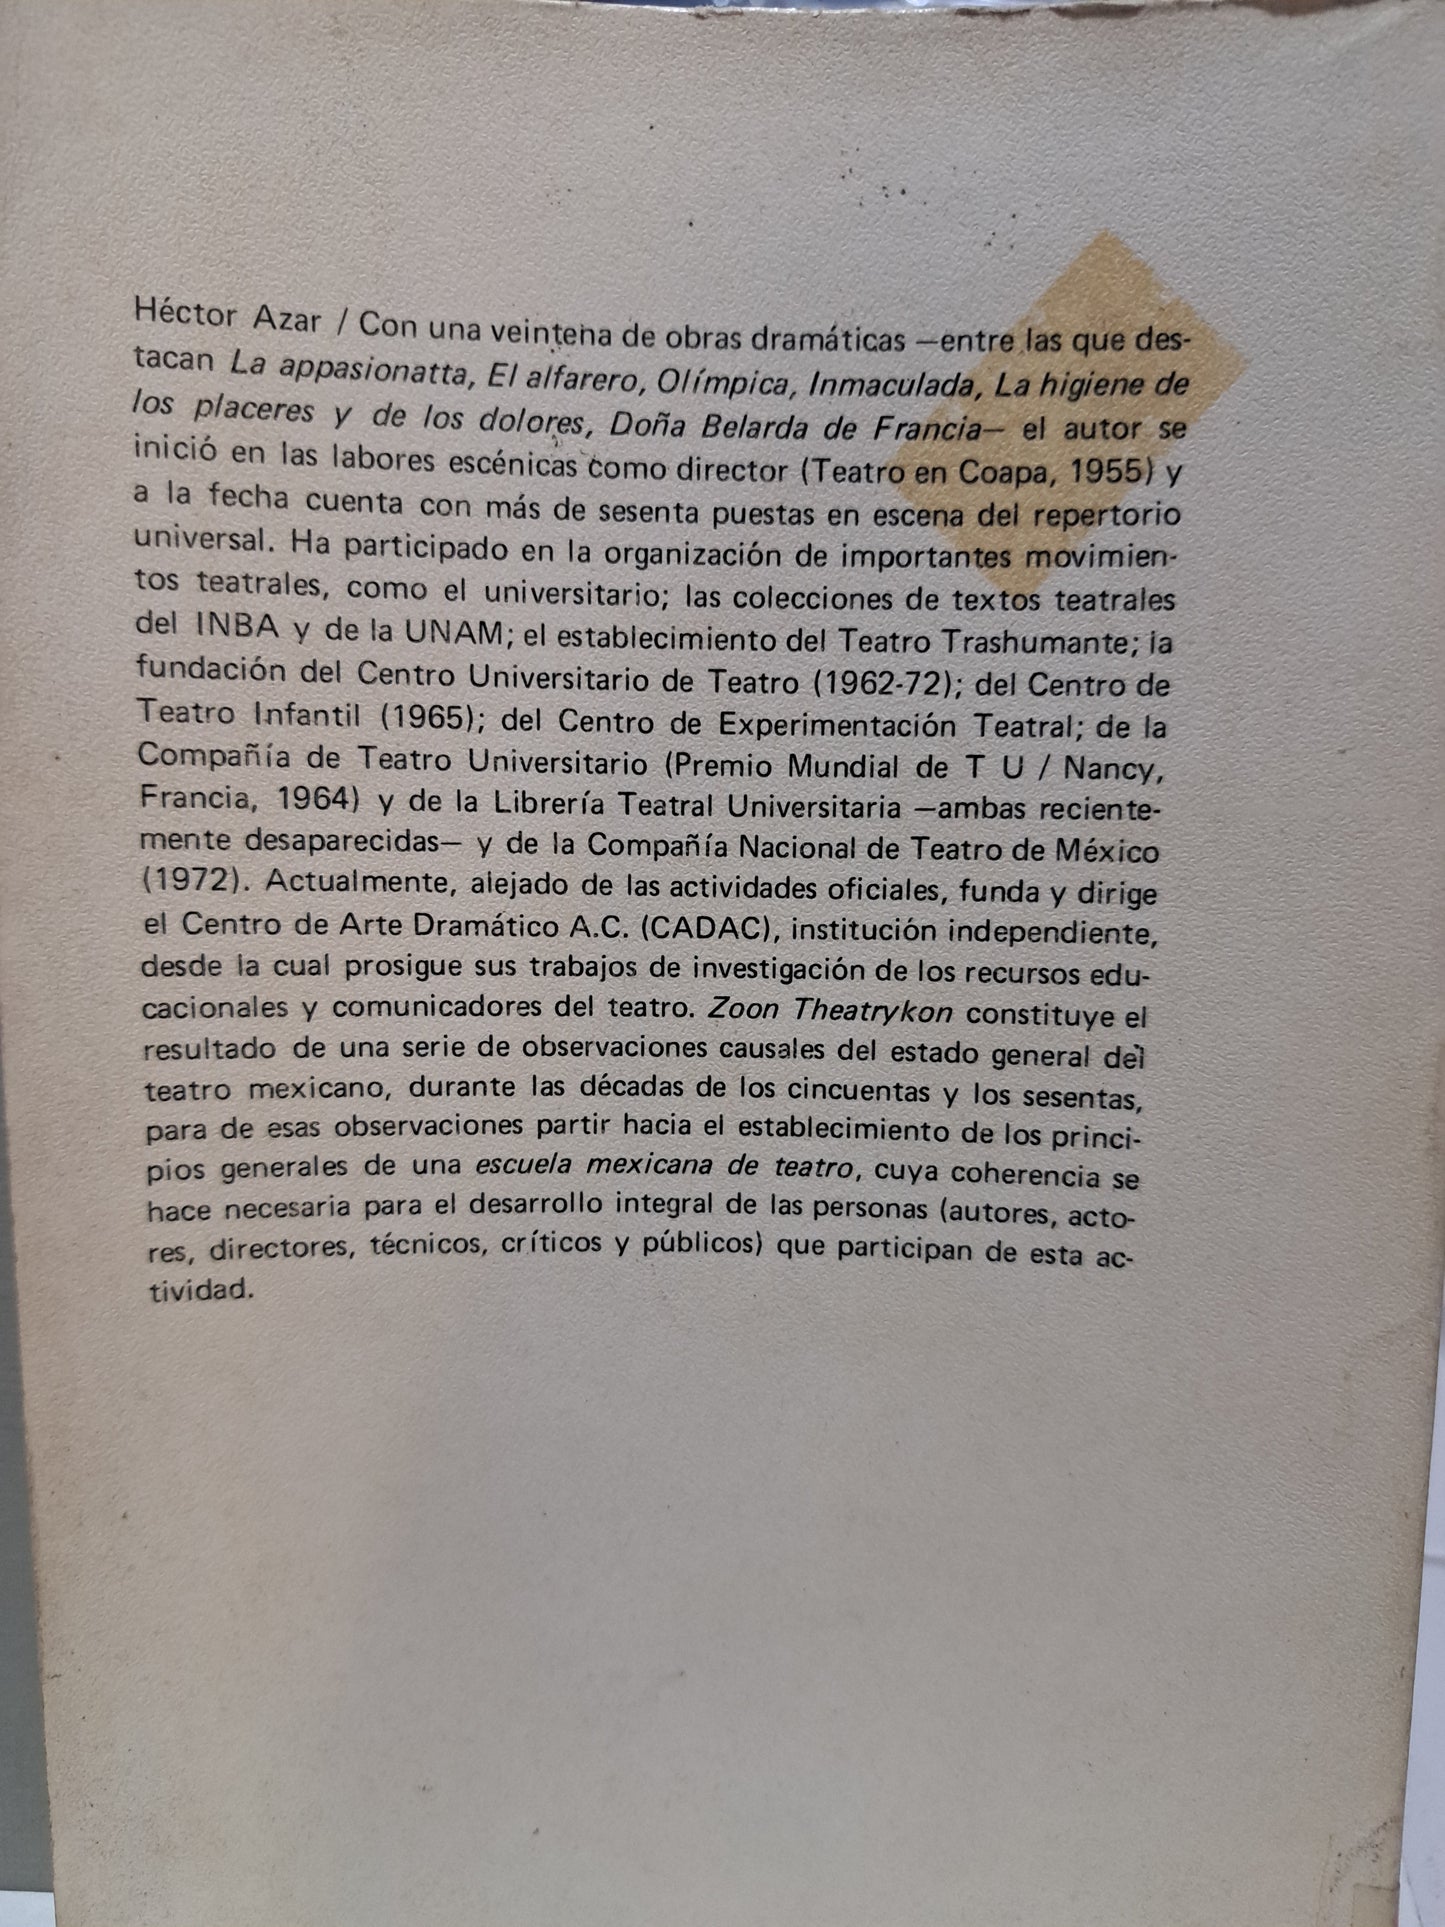 Héctor Azar / Con una veintena de obras dramáticas —entre las que des-
tacan La appasionatta, El alfarero, Olímpica, Inmaculada, La higiene de
los placeres y de los dolores, Doña Belarda de Francia— el autor se
inició en las labores escénicas como director (Teatro en Coapa, 1955) y
a la fecha cuenta con más de sesenta puestas en escena del repertorio
universal. Ha participado en la organización de importantes movimien-
tos teatrales, como el universitario; las colecciones de textos teatrales
del INBA y de la UNAM; el establecimiento del Teatro Trashumante; la
fundación del Centro Universitario de Teatro (1962-72); del Centro de
Teatro Infantil (1965); del Centro de Experimentación Teatral; de la
Compañía de Teatro Universitario (Premio Mundial de T U / Nancy,
Francia, 1964) y de la Librería Teatral Universitaria —ambas reciente-
mente desaparecidas— y de la Compañía Nacional de Teatro de México
(1972). Actualmente, alejado de las actividades oficiales, funda y dirige
el Centro de Arte Dramático A.C. (CADAC), institución independiente,
desde la cual prosigue sus trabajos de investigación de los recursos edu-
cacionales y comunicadores del teatro. Zoon Theatrykon constituye el
resultado de una serie de observaciones causales del estado general del
teatro mexicano, durante las décadas de los cincuentas y los sesentas,
para de esas observaciones partir hacia el establecimiento de los princi-
pios generales de una escuela mexicana de teatro, cuya coherencia se
hace necesaria para el desarrollo integral de las personas (autores, acto-
res, directores, técnicos, críticos y públicos) que participan de esta ac-
tividad.